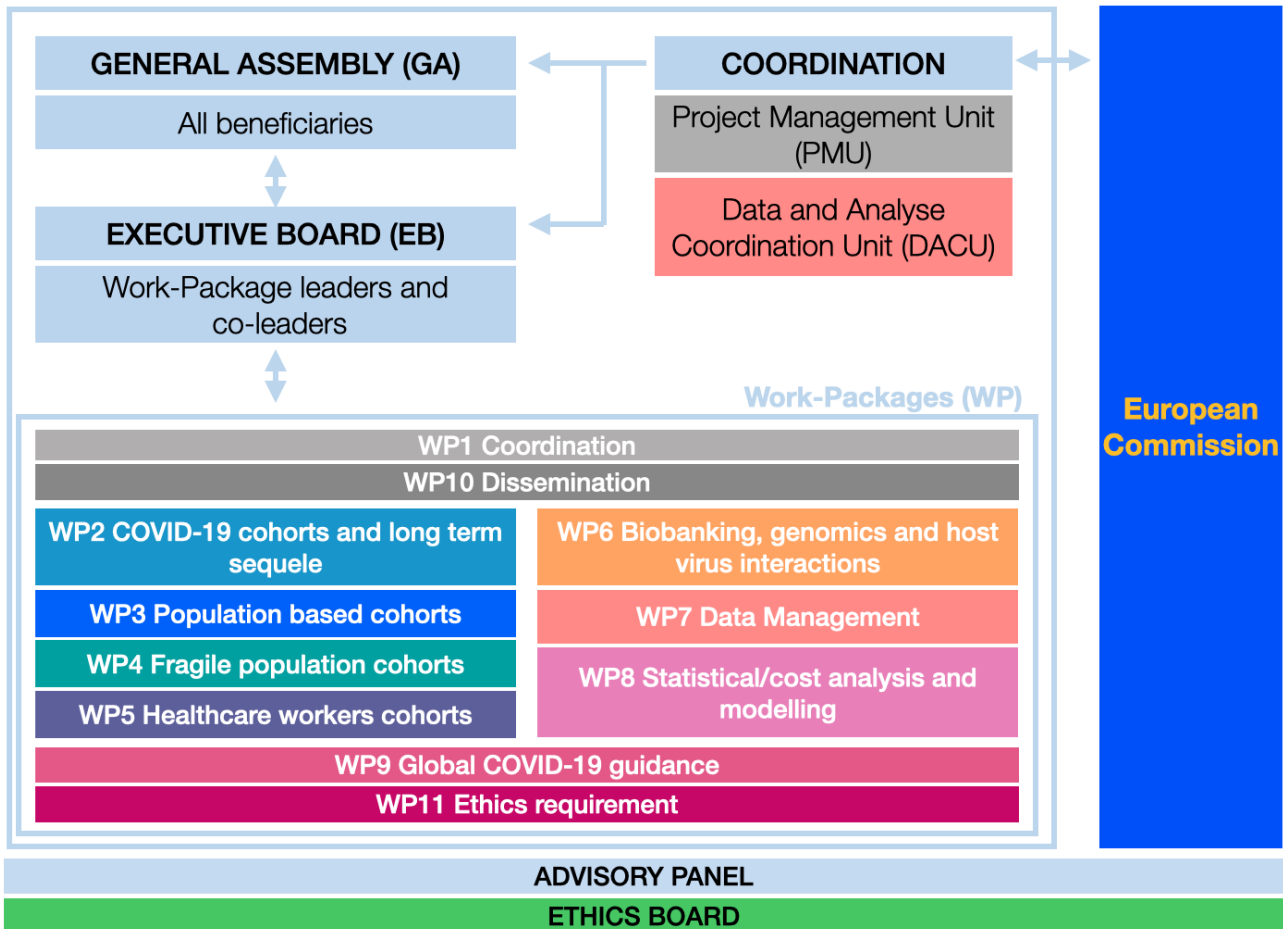 GENERAL ASSEMBLY (GA)
All beneficiaries
EXECUTIVE BOARD (EB)
Work-Package leaders and
co-leaders
COORDINATION
Project Management Unit
(PMU)
Data and Analyse
Coordination Unit (DACU)
European
Commission
Work-Packages (WP)
WP1 Coordination
WP10 Dissemination
WP2 COVID-19 cohorts and long term
sequele
WP3 Population based cohorts
WP4 Fragile population cohorts
WP5 Healthcare workers cohorts
WP6 Biobanking, genomics and host
virus interactions
WP7 Data Management
WP8 Statistical/cost analysis and
modelling
WP9 Global COVID-19 guidance
WP11 Ethics requirement
ADVISORY PANEL
ETHICS BOARD